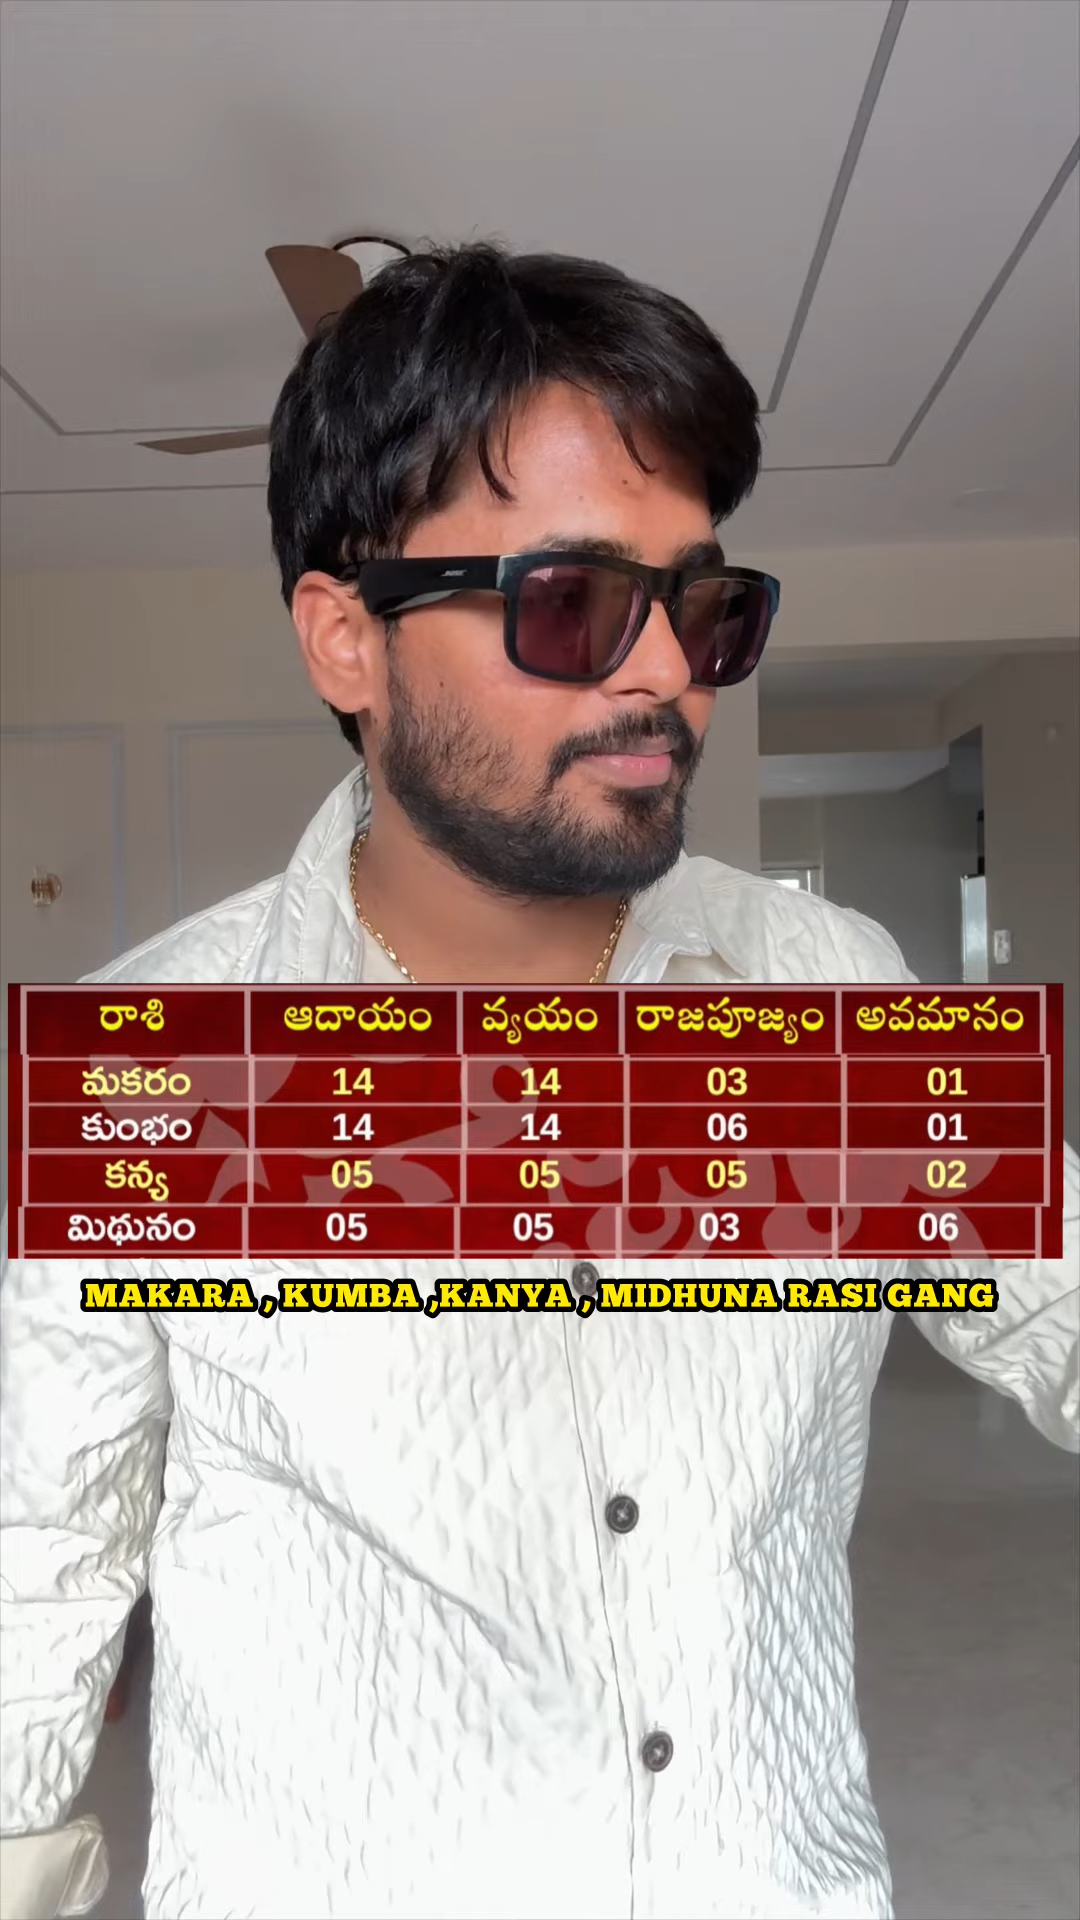 BOSE
రాశి ఆదాయం వ్యయం రాజపూజ్యం అవమానం
మకరం 14 14 03 01
కుంభం 14 14 06 01
కన్య 05 05 05 02
మిథునం 05 05 03 06
MAKARA , KUMBA ,KANYA , MIDHUNA RASI GANG